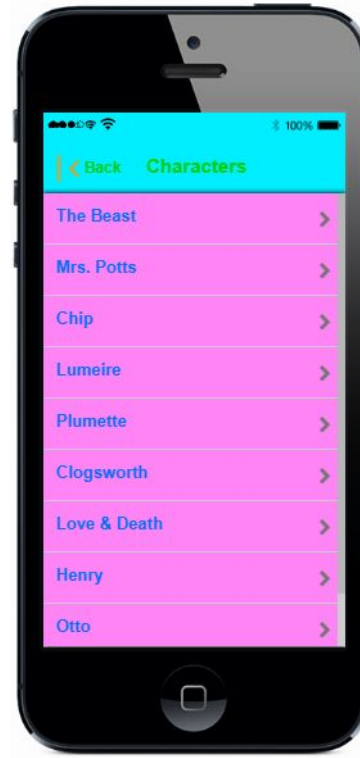 100%
Back Characters
The Beast
Mrs. Potts
Chip
Lumeire
Plumette
Clogsworth
Love & Death
Henry
Otto